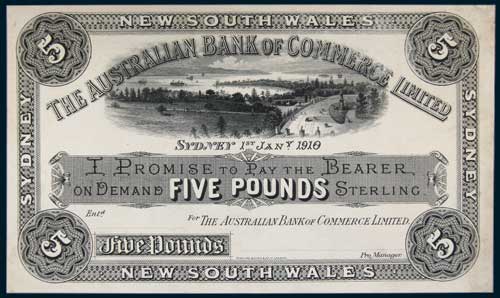 NEW SOUTH WALES
5 5
THE AUSTRALIAN BANK OF COMMERCE LIMITED
SYDNEY
SYDNEY
SYDNEY 1ST JANY 1910
I PROMISE TO PAY THE BEARER
ON DEMAND FIVE POUNDS STERLING
Entd
For THE AUSTRALIAN BANK OF COMMERCE LIMITED.
Five Pounds
Pro Manager
5 5
NEW SOUTH WALES